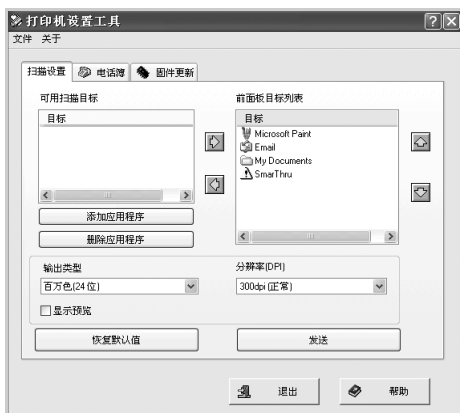 打印机设置工具
文件 关于
扫描设置 电话簿 固件更新
可用扫描目标
目标
添加应用程序
删除应用程序
前面板目标列表
目标
Microsoft Paint
Email
My Documents
SmarThru
输出类型
百万色(24位)
显示预览
分辨率(DPI)
300dpi (正常)
恢复默认值 发送
退出 帮助